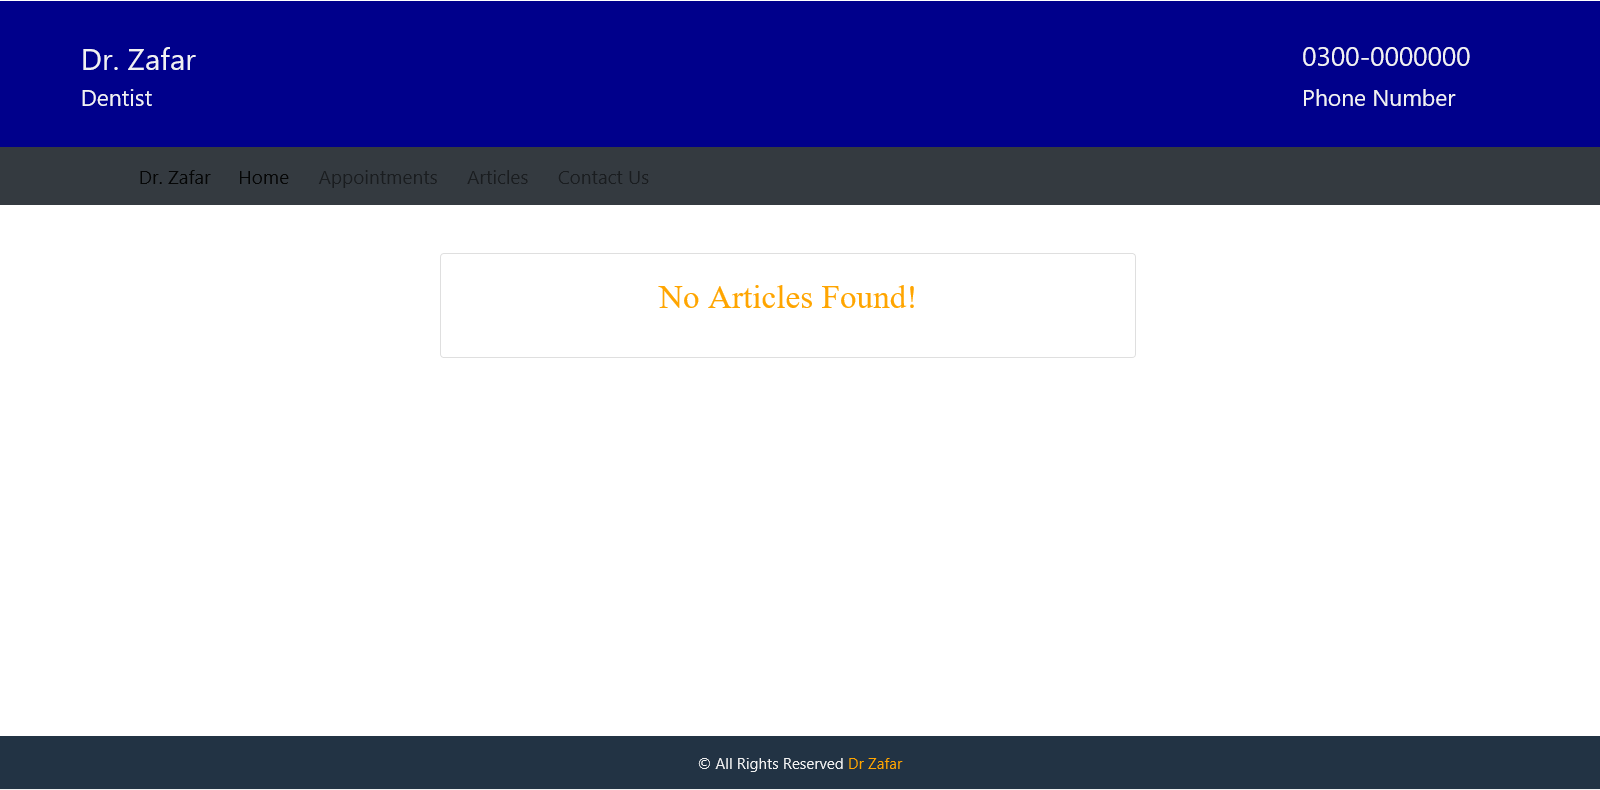 Dr. Zafar
Dentist
0300-0000000
Phone Number
Dr. Zafar Home Appointments Articles Contact Us
No Articles Found!
© All Rights Reserved Dr Zafar